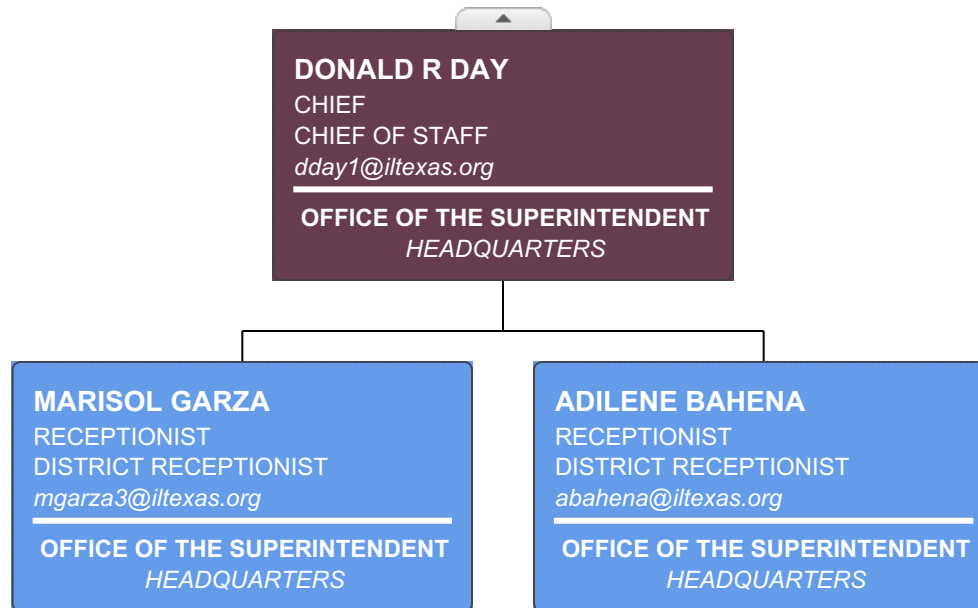 DONALD R DAY
CHIEF
CHIEF OF STAFF
dday1@iltexas.org
OFFICE OF THE SUPERINTENDENT
HEADQUARTERS
MARISOL GARZA
RECEPTIONIST
DISTRICT RECEPTIONIST
mgarza3@iltexas.org
OFFICE OF THE SUPERINTENDENT
HEADQUARTERS
ADILENE BAHENA
RECEPTIONIST
DISTRICT RECEPTIONIST
abahena@iltexas.org
OFFICE OF THE SUPERINTENDENT
HEADQUARTERS